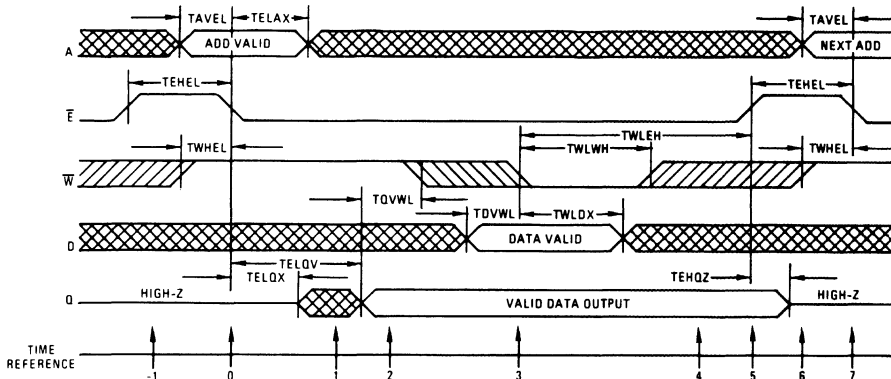 TAVEL TELAX TAVEL
A ADD VALID NEXT ADD
TEHEL TEHEL
E
TWLEH
TWHEL TWLWH TWHEL
W
TQVWL TDVWL TWLDX
D DATA VALID
TELQV
TELQX TEHQZ
Q HIGH-Z VALID DATA OUTPUT HIGH-Z
TIME REFERENCE
-1 0 1 2 3 4 5 6 7